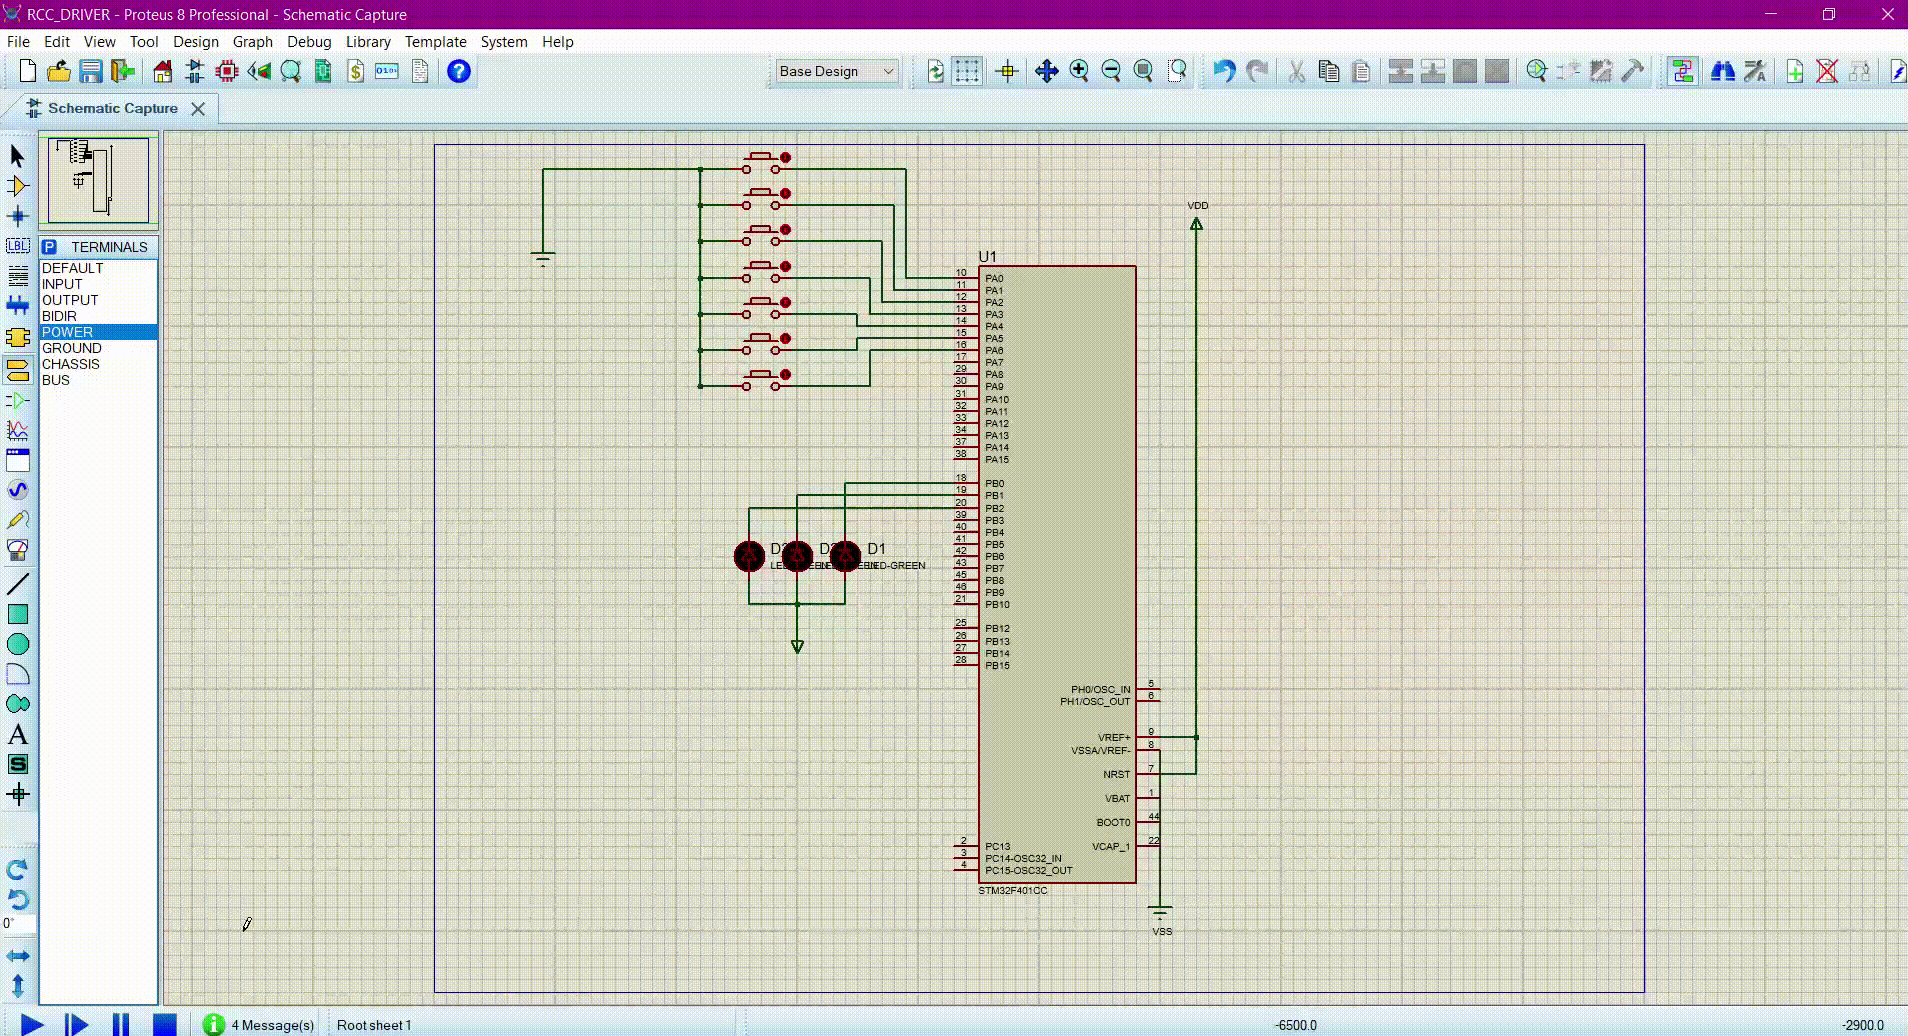 RCC_DRIVER - Proteus 8 Professional - Schematic Capture
File Edit View Tool Design Graph Debug Library Template System Help
Base Design
Schematic Capture
LBL
P TERMINALS
DEFAULT
INPUT
OUTPUT
BIDIR
POWER
GROUND
CHASSIS
BUS
A
S
0°
VDD
U1
10 PA0
11 PA1
12 PA2
13 PA3
14 PA4
15 PA5
16 PA6
17 PA7
29 PA8
30 PA9
31 PA10
32 PA11
33 PA12
34 PA13
37 PA14
38 PA15
18 PB0
19 PB1
20 PB2
39 PB3
40 PB4
41 PB5
42 PB6
43 PB7
45 PB8
46 PB9
21 PB10
25 PB12
26 PB13
27 PB14
28 PB15
D1
LED-GREEN
PH0/OSC_IN 5
PH1/OSC_OUT 6
VREF+ 9
VSSA/VREF- 8
NRST 7
VBAT 1
BOOT0 44
VCAP_1 22
2 PC13
3 PC14-OSC32_IN
4 PC15-OSC32_OUT
STM32F401CC
VSS
4 Message(s) Root sheet 1 -6500.0 -2900.0